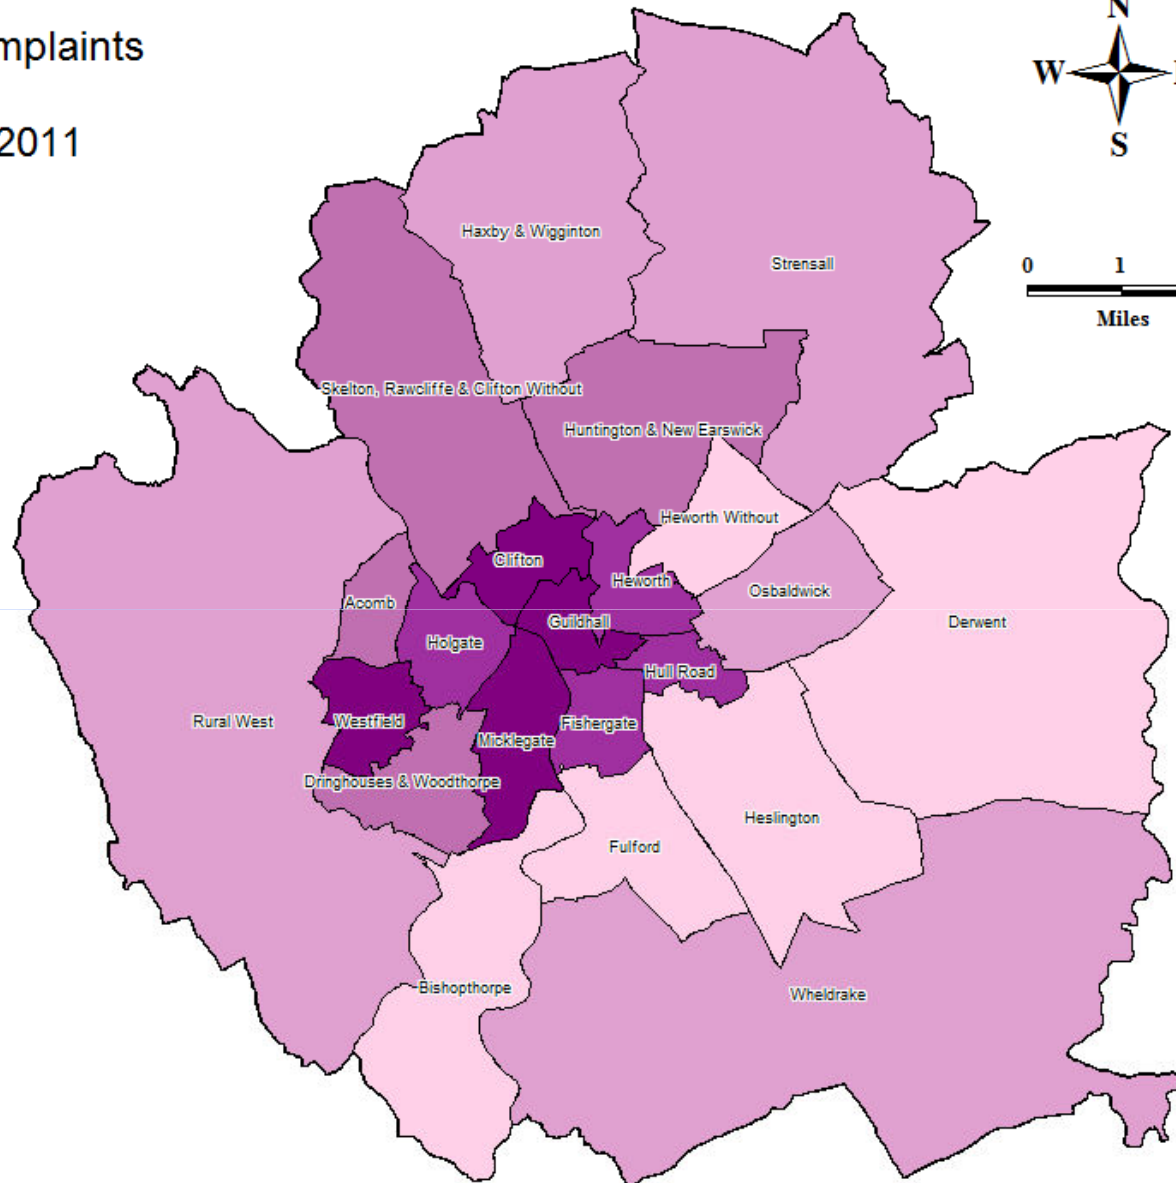 mplaints
2011
N
W
S
0 1
Miles
Haxby & Wigginton
Strensall
Skelton, Rawcliffe & Clifton Without
Huntington & New Earswick
Heworth Without
Clifton
Heworth
Osbaldwick
Acomb
Guildhall
Derwent
Holgate
Hull Road
Rural West
Westfield
Fishergate
Micklegate
Dringhouses & Woodthorpe
Heslington
Fulford
Bishopthorpe
Wheldrake